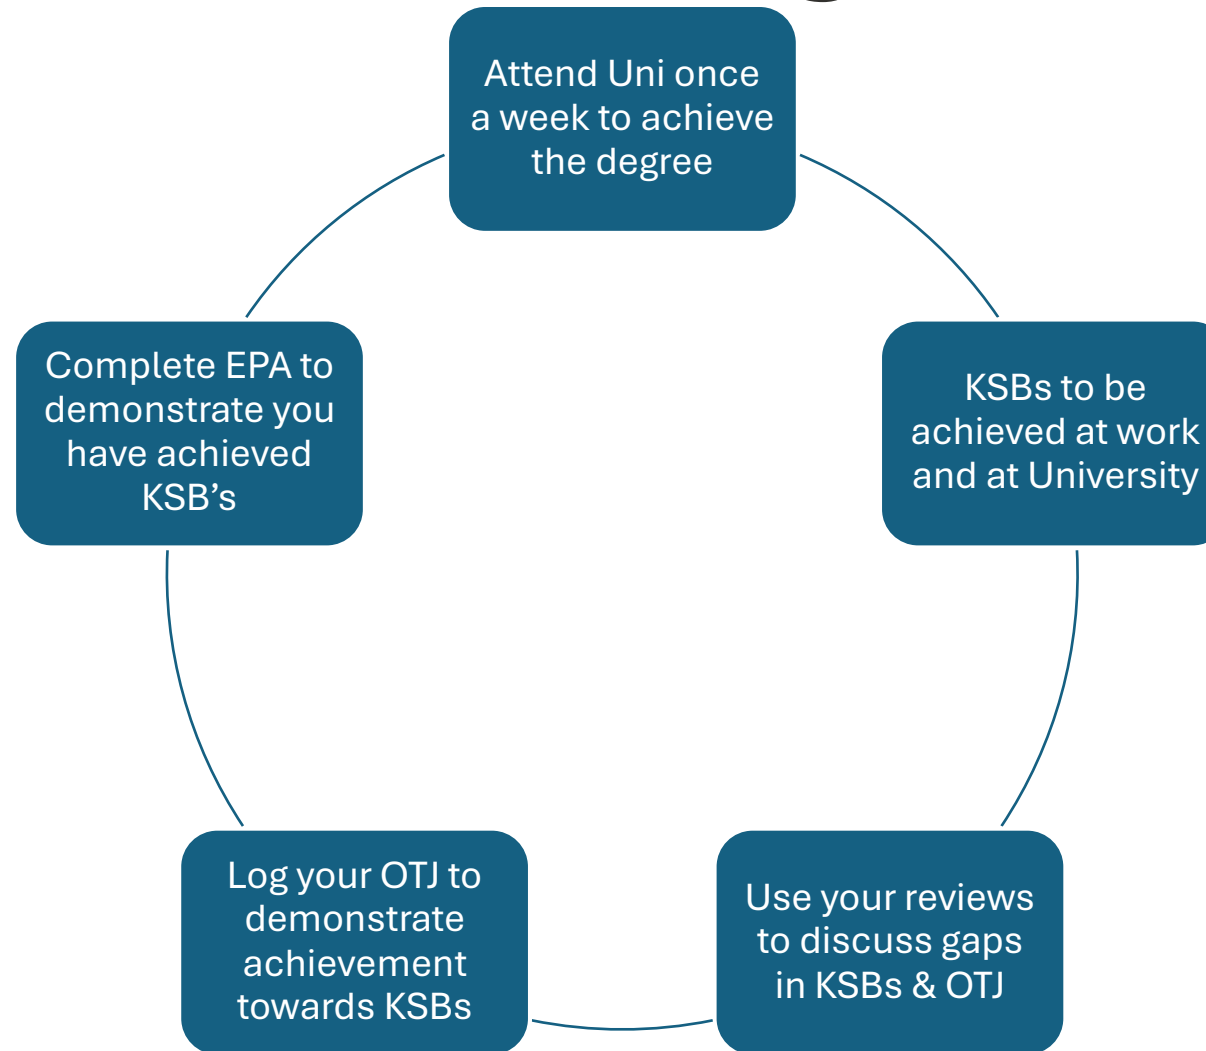 Attend Uni once
a week to achieve
the degree
KSBs to be
achieved at work
and at University
Use your reviews
to discuss gaps
in KSBs & OTJ
Log your OTJ to
demonstrate
achievement
towards KSBs
Complete EPA to
demonstrate you
have achieved
KSB’s